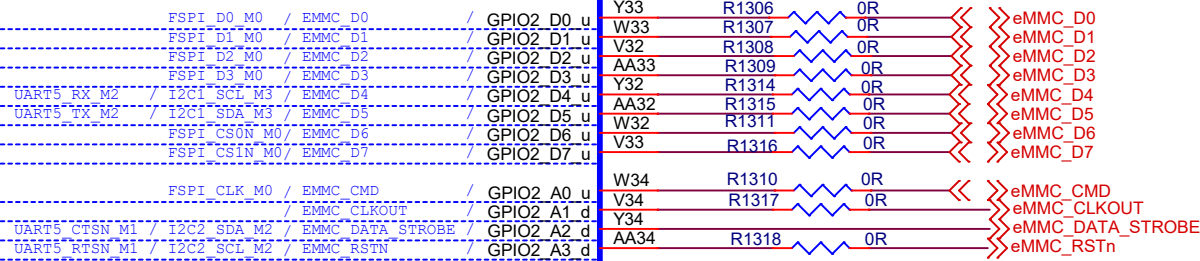 FSPI_D0_M0 / EMMC_D0 / GPIO2_D0_u Y33 R1306 0R eMMC_D0
FSPI_D1_M0 / EMMC_D1 / GPIO2_D1_u W33 R1307 0R eMMC_D1
FSPI_D2_M0 / EMMC_D2 / GPIO2_D2_u V32 R1308 0R eMMC_D2
FSPI_D3_M0 / EMMC_D3 / GPIO2_D3_u AA33 R1309 0R eMMC_D3
UART5_RX_M2 / I2C1_SCL_M3 / EMMC_D4 / GPIO2_D4_u Y32 R1314 0R eMMC_D4
UART5_TX_M2 / I2C1_SDA_M3 / EMMC_D5 / GPIO2_D5_u AA32 R1315 0R eMMC_D5
FSPI_CS0N_M0/ EMMC_D6 / GPIO2_D6_u W32 R1311 0R eMMC_D6
FSPI_CS1N_M0/ EMMC_D7 / GPIO2_D7_u V33 R1316 0R eMMC_D7
FSPI_CLK_M0 / EMMC_CMD / GPIO2_A0_u W34 R1310 0R eMMC_CMD
/ EMMC_CLKOUT / GPIO2_A1_d V34 R1317 0R eMMC_CLKOUT
UART5_CTSN_M1 / I2C2_SDA_M2 / EMMC_DATA_STROBE / GPIO2_A2_d Y34 eMMC_DATA_STROBE
UART5_RTSN_M1 / I2C2_SCL_M2 / EMMC_RSTN / GPIO2_A3_d AA34 R1318 0R eMMC_RSTn